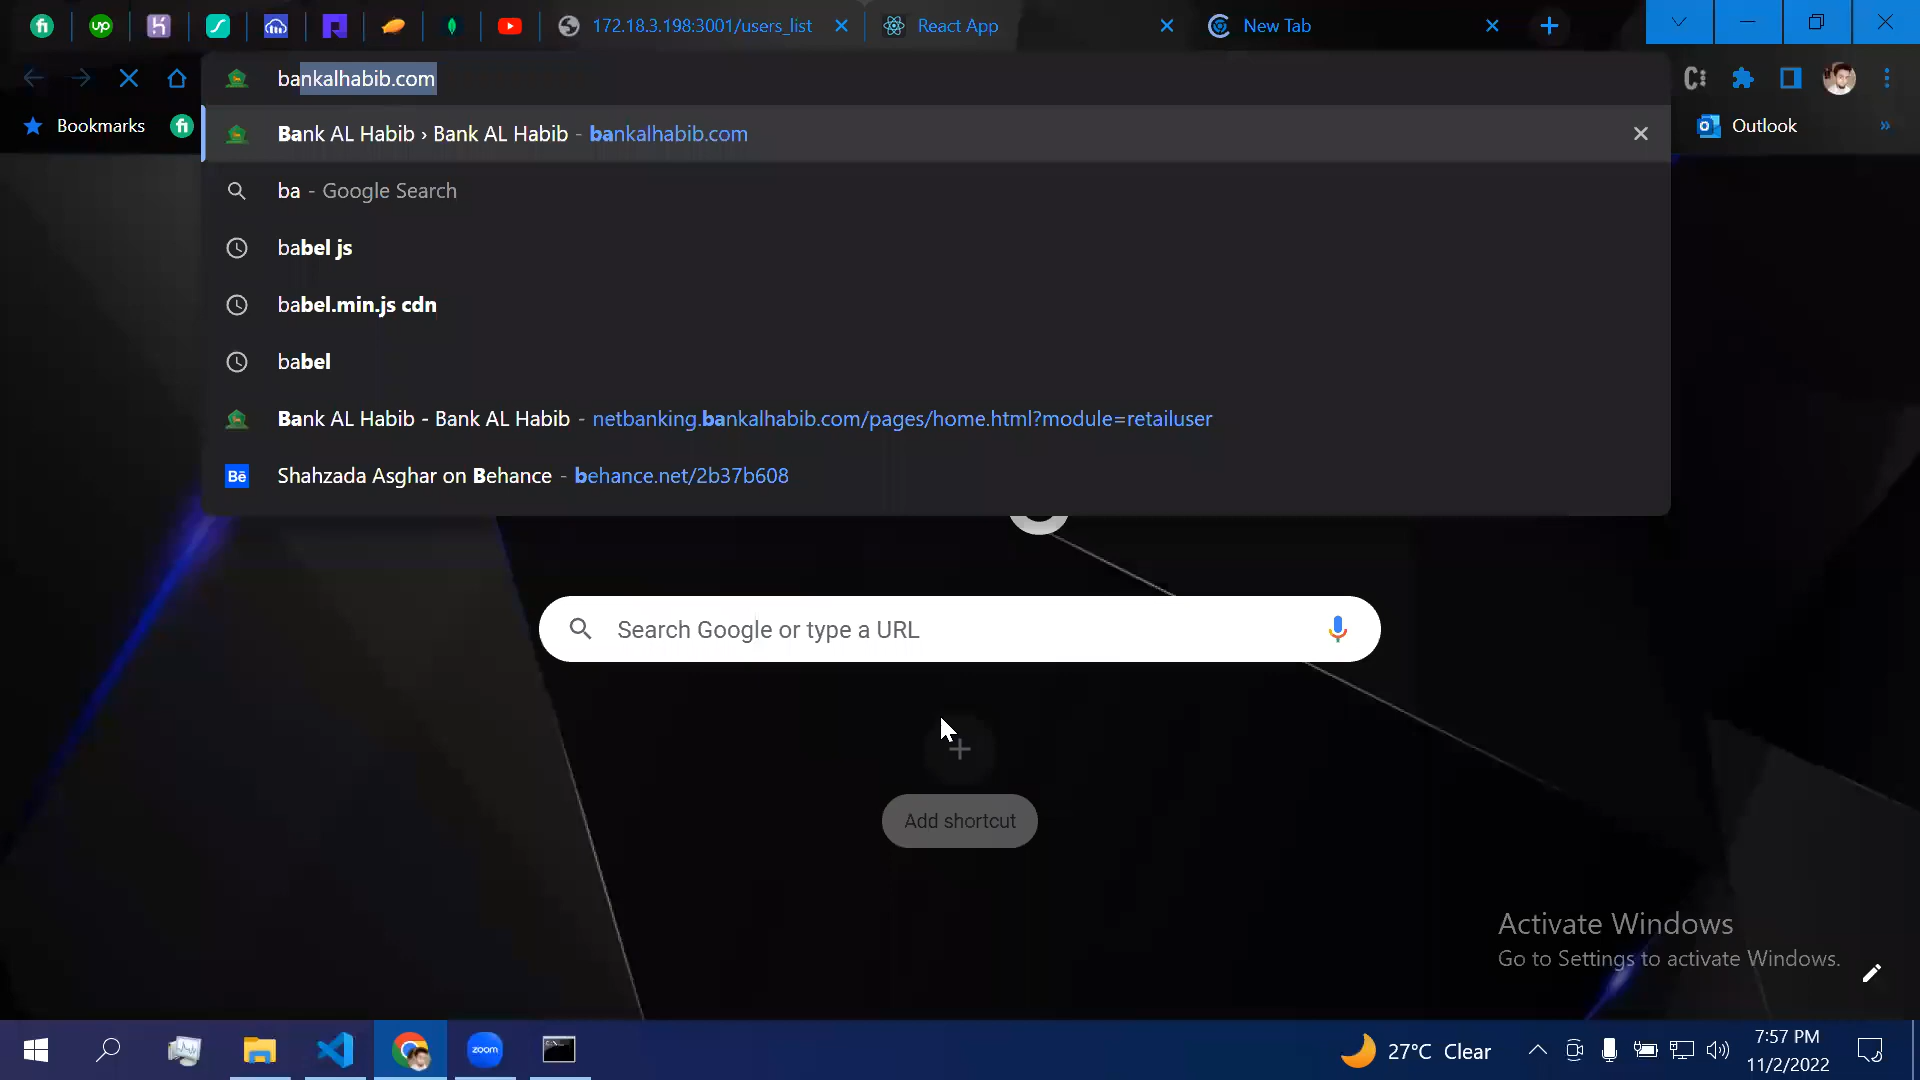 172.18.3.198:3001/users_list
React App
New Tab
bankalhabib.com
Bookmarks
Outlook
Bank AL Habib › Bank AL Habib - bankalhabib.com
ba - Google Search
babel js
babel.min.js cdn
babel
Bank AL Habib - Bank AL Habib - netbanking.bankalhabib.com/pages/home.html?module=retailuser
Bē Shahzada Asghar on Behance - behance.net/2b37b608
Search Google or type a URL
Add shortcut
Activate Windows
Go to Settings to activate Windows.
zoom
27°C Clear
7:57 PM
11/2/2022